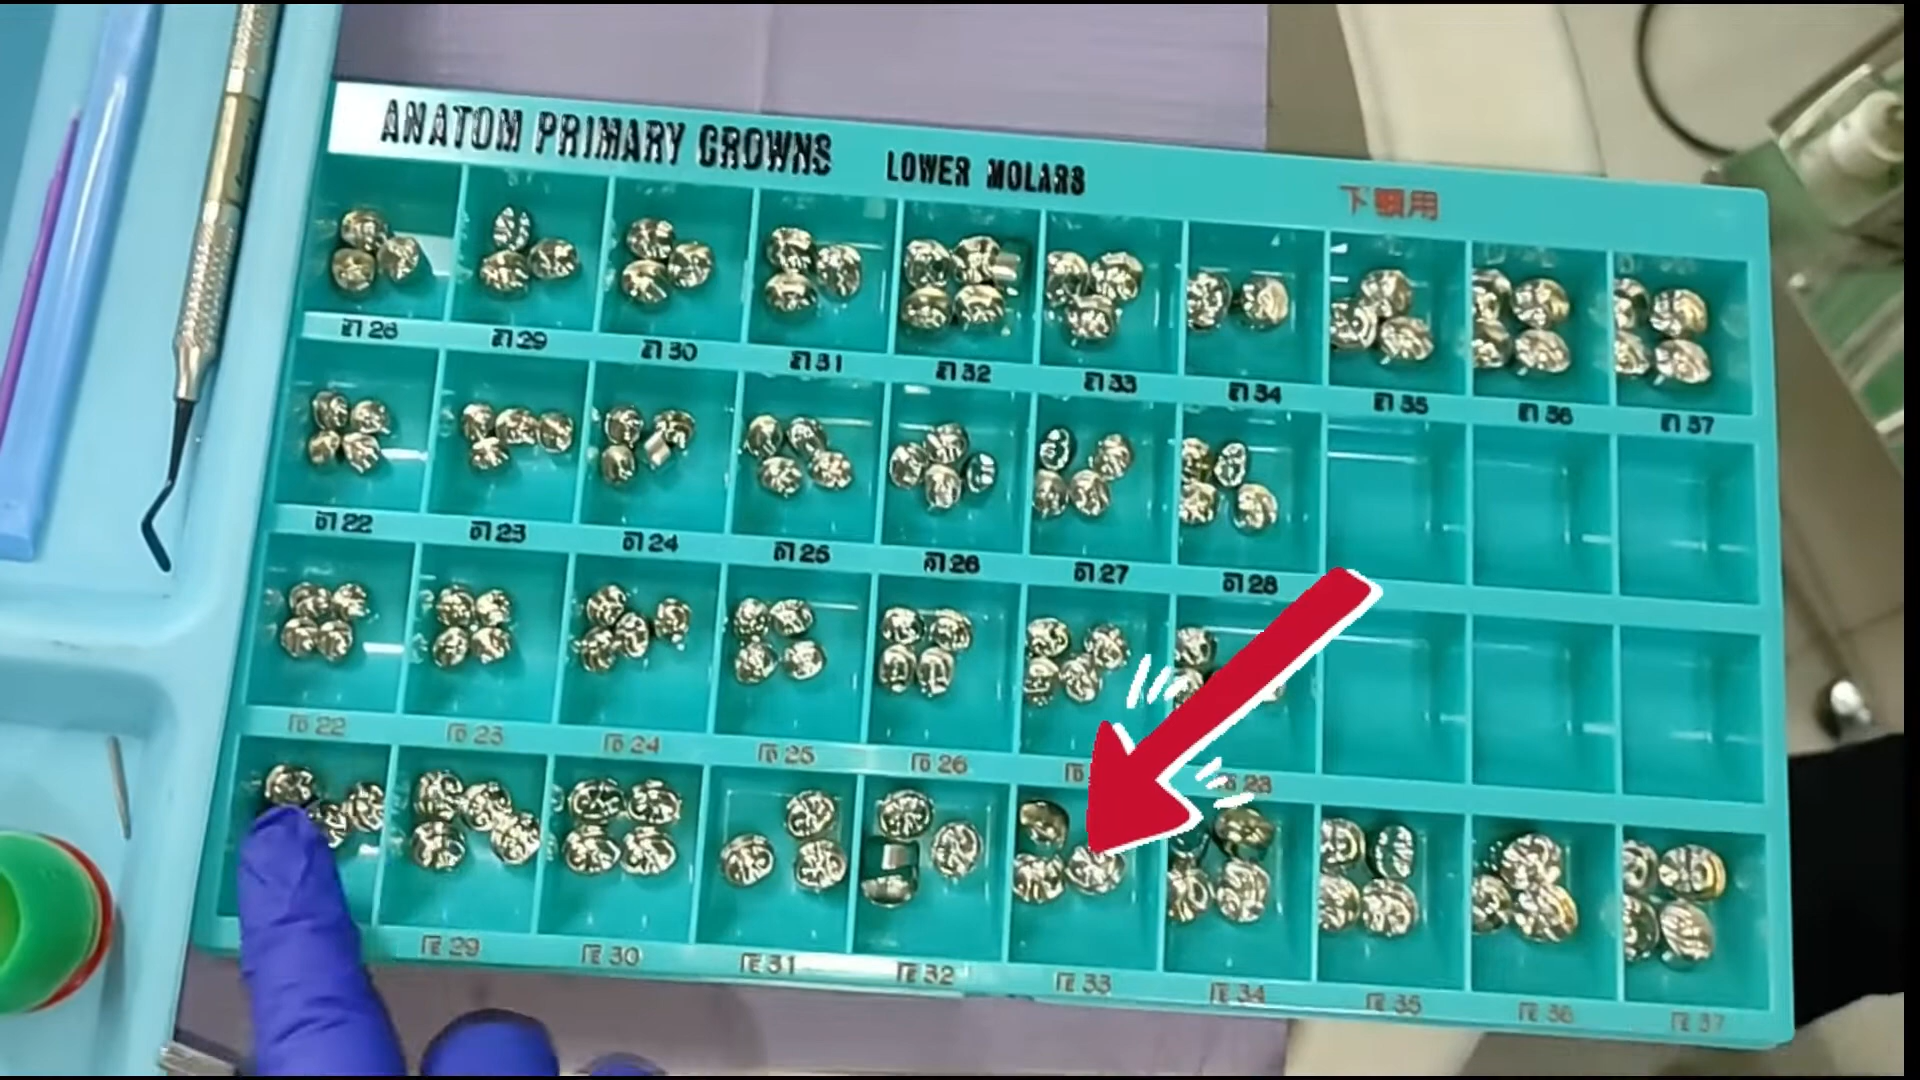 ANATOM PRIMARY CROWNS LOWER MOLARS 下顎用
E 28 E 29 E 30 E 31 E 32 E 33 E 34 E 35 E 36 E 37
D 22 D 23 D 24 D 25 D 26 D 27 D 28
D 22 D 23 D 24 D 25 D 26 D 28
E 29 E 30 E 31 E 32 E 33 E 34 E 35 E 36 E 37